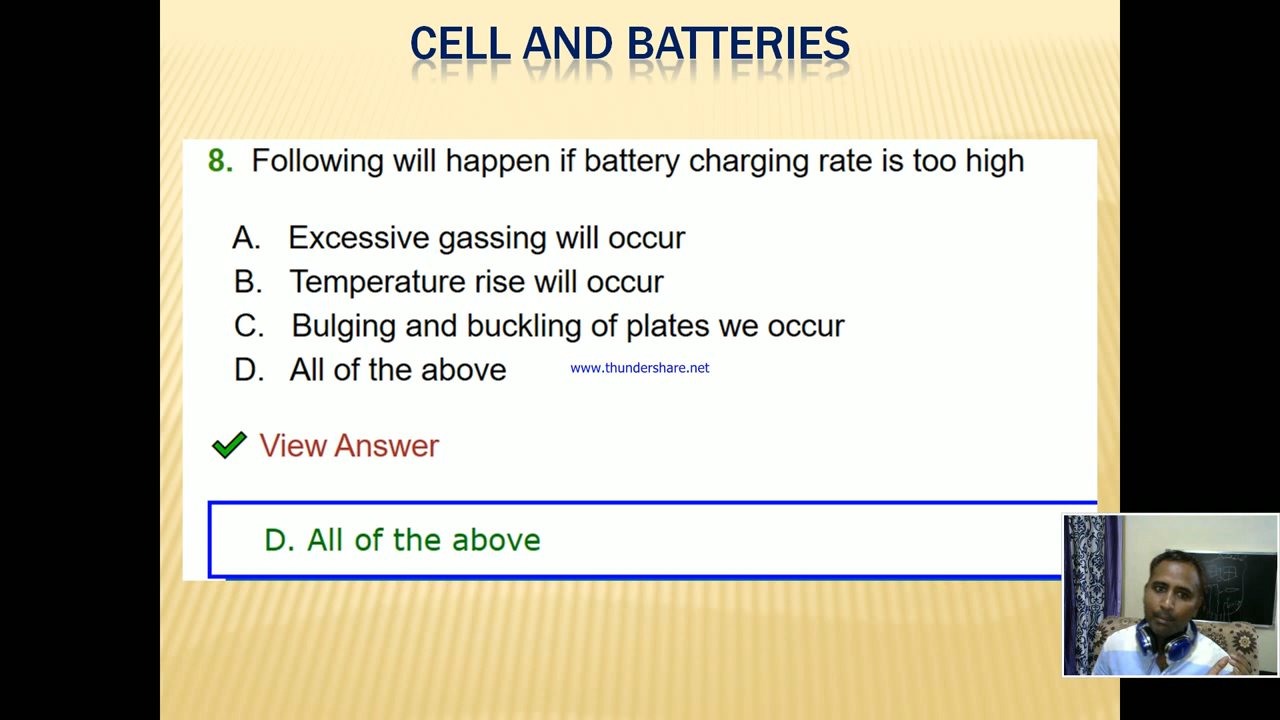 CELL AND BATTERIES
8. Following will happen if battery charging rate is too high
A. Excessive gassing will occur
B. Temperature rise will occur
C. Bulging and buckling of plates we occur
D. All of the above
www.thundershare.net
View Answer
D. All of the above